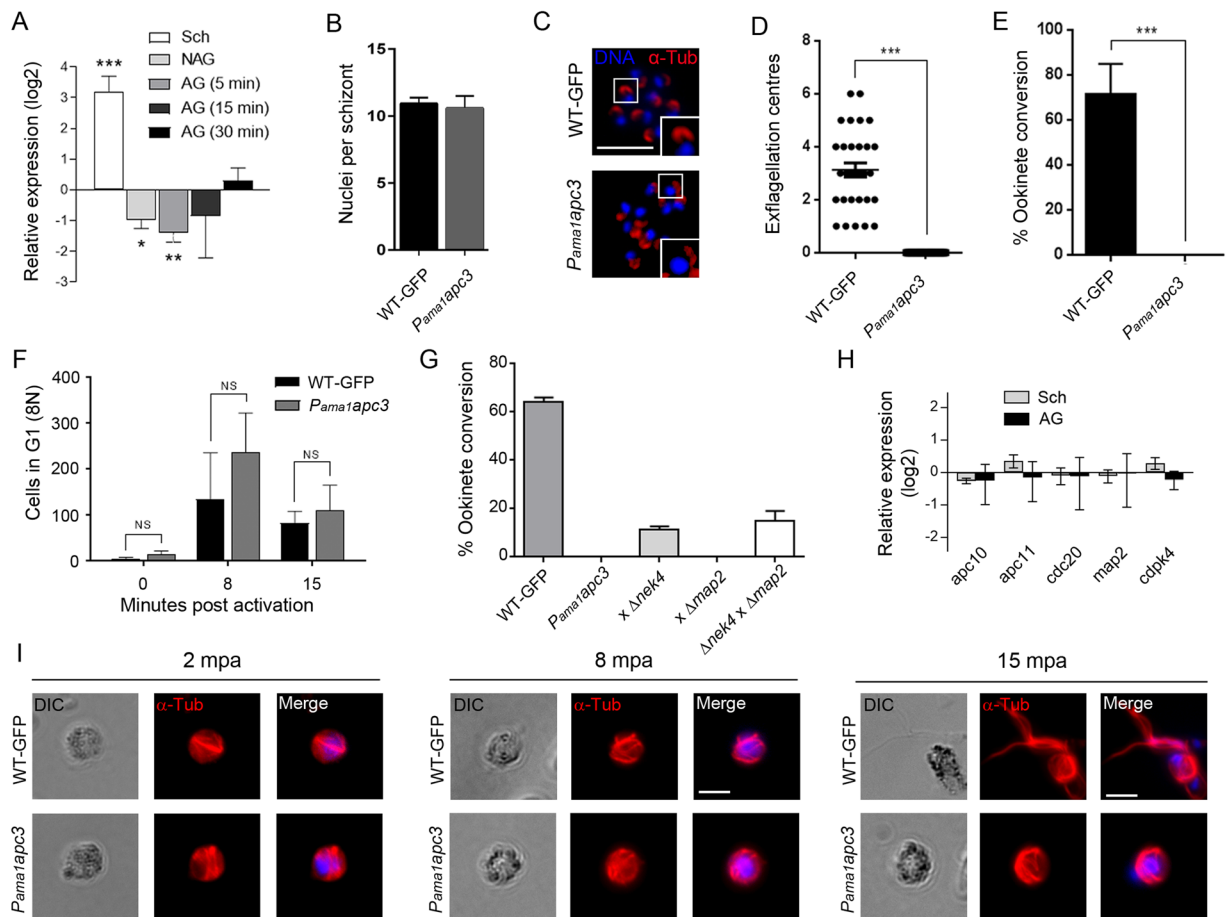 A
Relative expression (log2)
4
3
2
1
0
-1
-2
-3
***
*
**
Sch
NAG
AG (5 min)
AG (15 min)
AG (30 min)
B
Nuclei per schizont
15
10
5
0
WT-GFP
Pama1apc3
C
DNA
α-Tub
WT-GFP
Pama1apc3
D
Exflagellation centres
8
6
4
2
0
***
WT-GFP
Pama1apc3
E
% Ookinete conversion
100
80
60
40
20
0
***
WT-GFP
Pama1apc3
F
Cells in G1 (8N)
400
300
200
100
0
NS
NS
NS
WT-GFP
Pama1apc3
0
8
15
Minutes post activation
G
% Ookinete conversion
80
60
40
20
0
WT-GFP
Pama1apc3
x Δnek4
x Δmap2
Δnek4 x Δmap2
H
Relative expression
(log2)
2
1
0
-1
-2
Sch
AG
apc10
apc11
cdc20
map2
cdpk4
I
2 mpa
8 mpa
15 mpa
WT-GFP
DIC
α-Tub
Merge
WT-GFP
DIC
α-Tub
Merge
WT-GFP
DIC
α-Tub
Merge
Pama1apc3
Pama1apc3
Pama1apc3